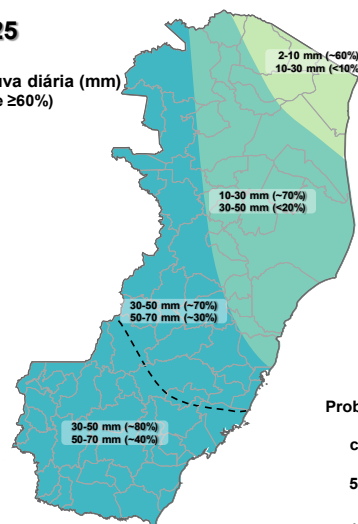 25
uva diária (mm)
e ≥60%)
2-10 mm (~60%)
10-30 mm (<10%
10-30 mm (~70%)
30-50 mm (<20%)
30-50 mm (~70%)
50-70 mm (~30%)
30-50 mm (~80%)
50-70 mm (~40%)
Prob
c
5